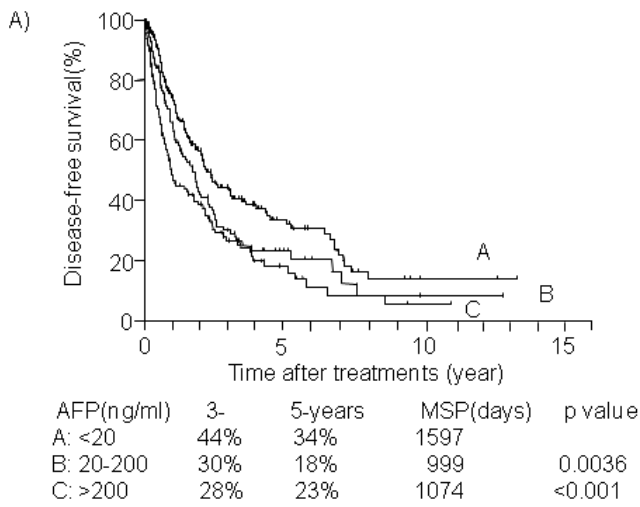 A)
Disease-free survival(%)
100
80
60
40
20
0
A
B
C
0 5 10 15
Time after treatments (year)
AFP(ng/ml) 3- 5-years MSP(days) p value
A: <20 44% 34% 1597
B: 20-200 30% 18% 999 0.0036
C: >200 28% 23% 1074 <0.001